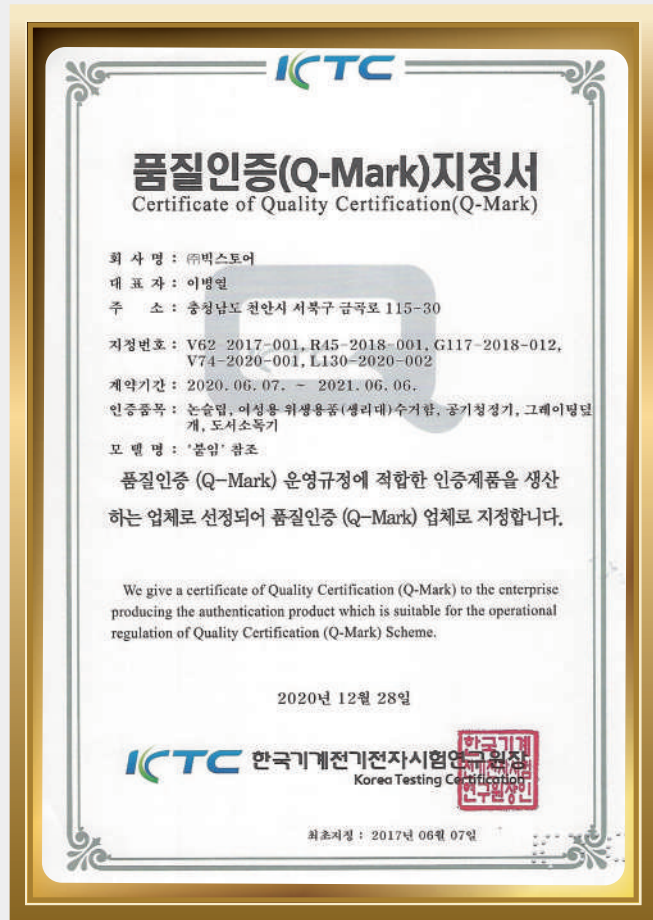 KTC
품질인증(Q-Mark)지정서
Certificate of Quality Certification(Q-Mark)
회 사 명 : ㈜빅스토어
대 표 자 : 이병열
주 소 : 충청남도 천안시 서북구 금곡로 115-30
지정번호 : V62-2017-001, R45-2018-001, G117-2018-012,
V74-2020-001, L130-2020-002
계약기간 : 2020. 06. 07. ~ 2021. 06. 06.
인증품목 : 논슬립, 여성용 위생용품(생리대)수거함, 공기청정기, 그레이팅덮
개, 도서소독기
모 델 명 : '붙임' 참조
품질인증 (Q-Mark) 운영규정에 적합한 인증제품을 생산
하는 업체로 선정되어 품질인증 (Q-Mark) 업체로 지정합니다.
We give a certificate of Quality Certification (Q-Mark) to the enterprise
producing the authentication product which is suitable for the operational
regulation of Quality Certification (Q-Mark) Scheme.
2020년 12월 28일
KTC 한국기계전기전자시험연구원장
Korea Testing Certification
최초지정 : 2017년 06월 07일